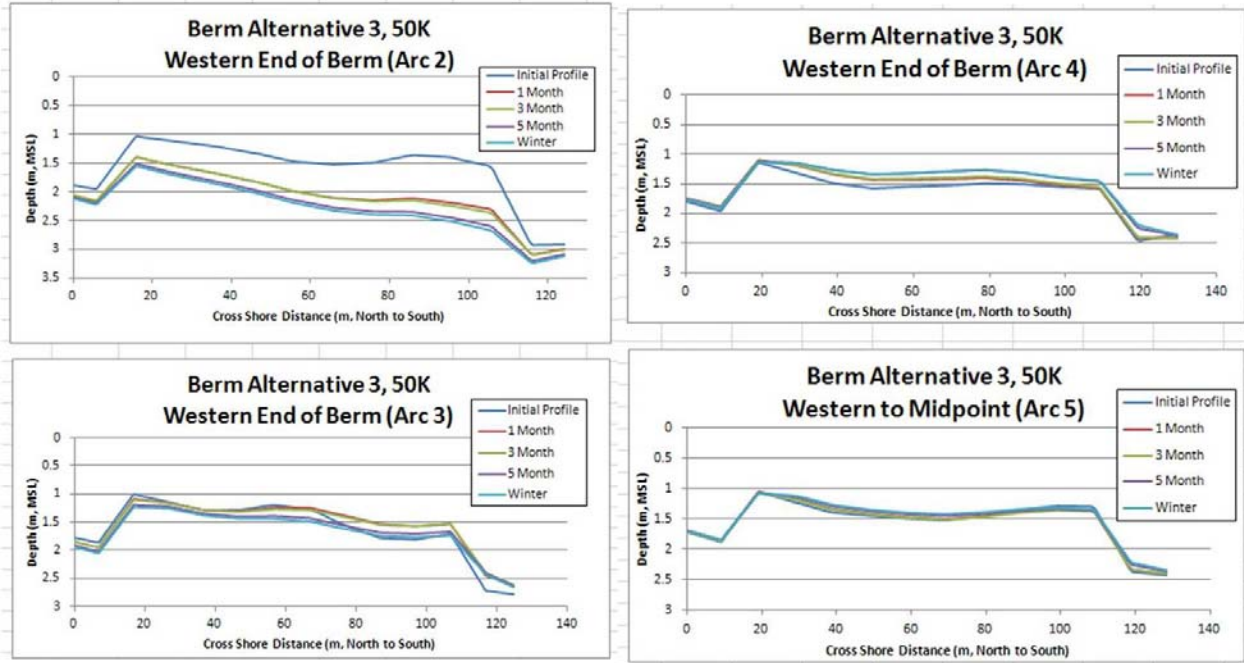 Berm Alternative 3, 50K
Western End of Berm (Arc 2)
Initial Profile
1 Month
3 Month
5 Month
Winter
0
0.5
1
1.5
2
2.5
3
3.5
Depth (m, MSL)
0 20 40 60 80 100 120
Cross Shore Distance (m, North to South)
Berm Alternative 3, 50K
Western End of Berm (Arc 4)
Initial Profile
1 Month
3 Month
5 Month
Winter
0
0.5
1
1.5
2
2.5
3
Depth (m, MSL)
0 20 40 60 80 100 120 140
Cross Shore Distance (m, North to South)
Berm Alternative 3, 50K
Western End of Berm (Arc 3)
Initial Profile
1 Month
3 Month
5 Month
Winter
0
0.5
1
1.5
2
2.5
3
Depth (m, MSL)
0 20 40 60 80 100 120 140
Cross Shore Distance (m, North to South)
Berm Alternative 3, 50K
Western to Midpoint (Arc 5)
Initial Profile
1 Month
3 Month
5 Month
Winter
0
0.5
1
1.5
2
2.5
3
Depth (m, MSL)
0 20 40 60 80 100 120 140
Cross Shore Distance (m, North to South)